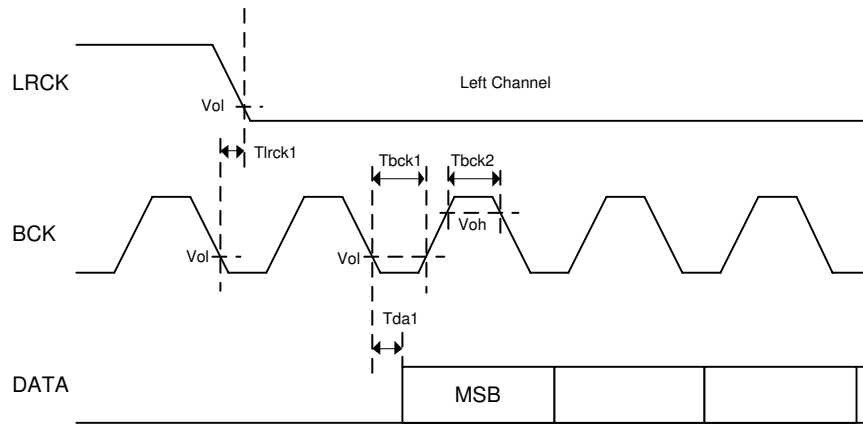 LRCK
Left Channel
Vol
Tlrck1
Tbck1
Tbck2
BCK
Voh
Vol
Vol
Tda1
DATA
MSB